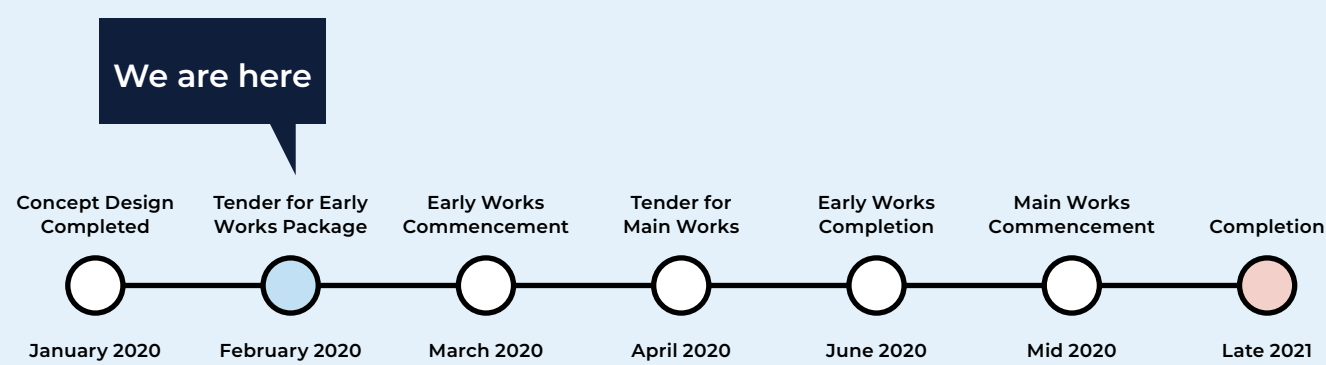 We are here
Concept Design
Completed
Tender for Early
Works Package
Early Works
Commencement
Tender for
Main Works
Early Works
Completion
Main Works
Commencement
Completion
January 2020
February 2020
March 2020
April 2020
June 2020
Mid 2020
Late 2021